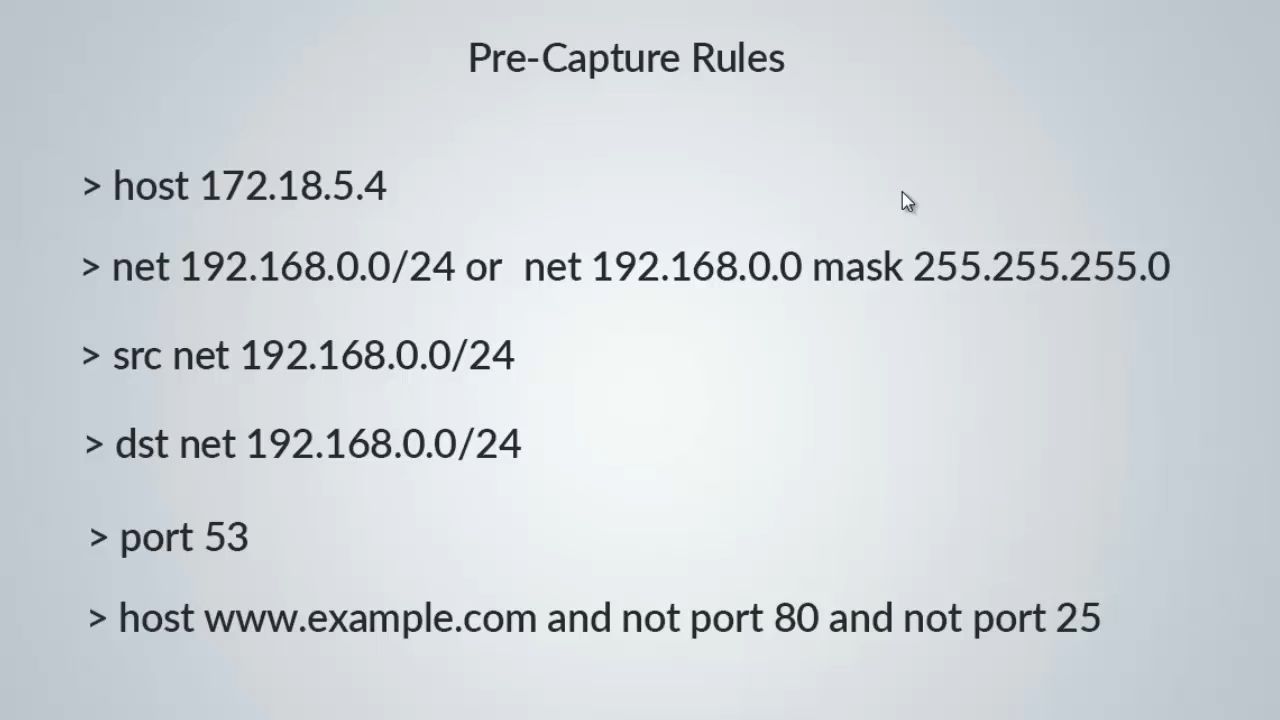 Pre-Capture Rules
> host 172.18.5.4
> net 192.168.0.0/24 or  net 192.168.0.0 mask 255.255.255.0
> src net 192.168.0.0/24
> dst net 192.168.0.0/24
> port 53
> host www.example.com and not port 80 and not port 25